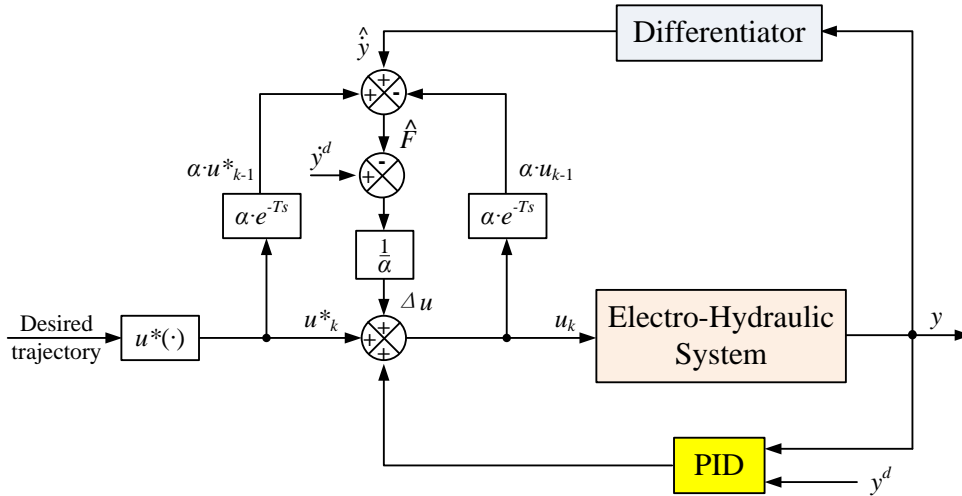 Differentiator
ŷ̇
+
+
-
F̂
ẏᵈ
-
+
α·u*ₖ₋₁
α·uₖ₋₁
α·e⁻ᵀˢ
α·e⁻ᵀˢ
1/α
Δu
Desired
trajectory
u*(·)
u*ₖ
+
+
+
uₖ
Electro-Hydraulic
System
y
PID
yᵈ